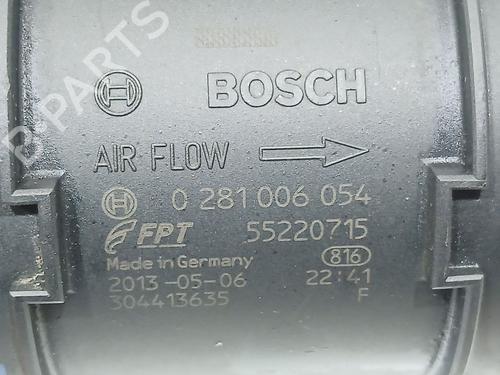 B-PARTS
BOSCH
AIR FLOW
0 281 006 054
FPT 55220715
Made in Germany 816
2013-05-06 22:41
304413635 F